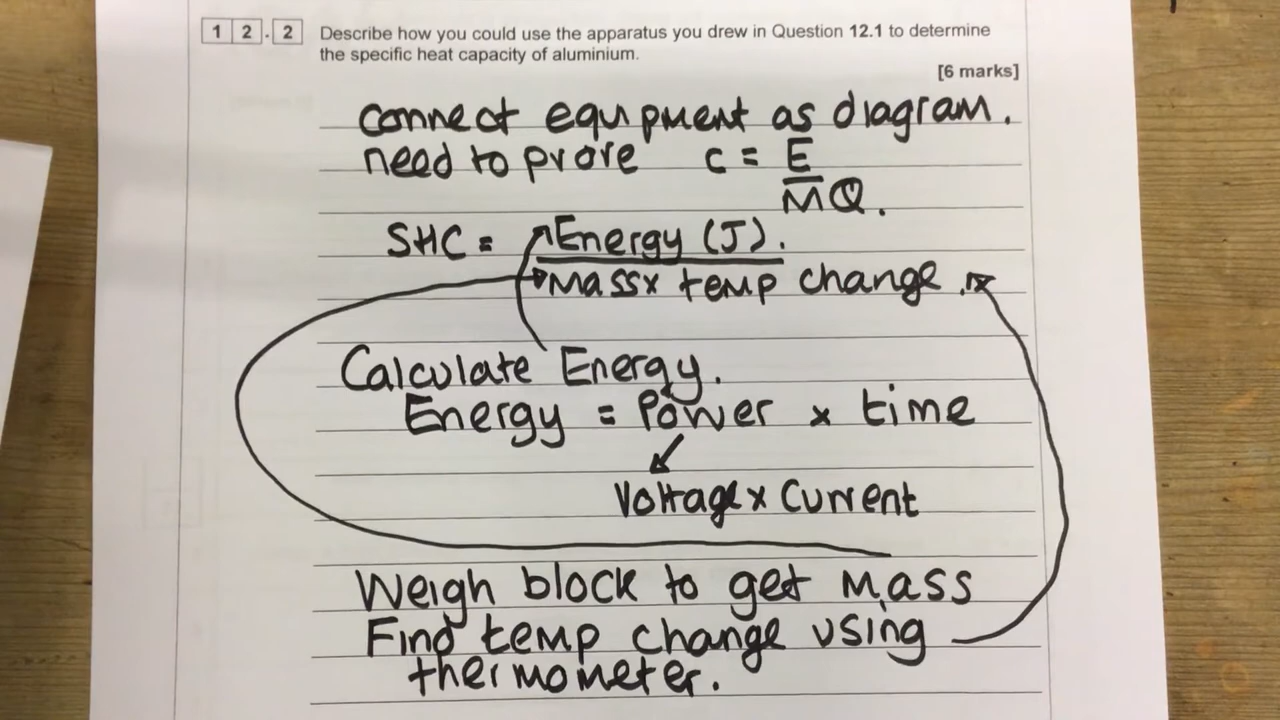 1 2 . 2 Describe how you could use the apparatus you drew in Question 12.1 to determine
the specific heat capacity of aluminium.
[6 marks]
connect equipment as diagram.
need to prove c = E
MQ.
SHC = Energy (J).
Mass x temp change.
Calculate Energy.
Energy = Power x time
Voltage x Current
Weigh block to get mass
Find temp change using
thermometer.